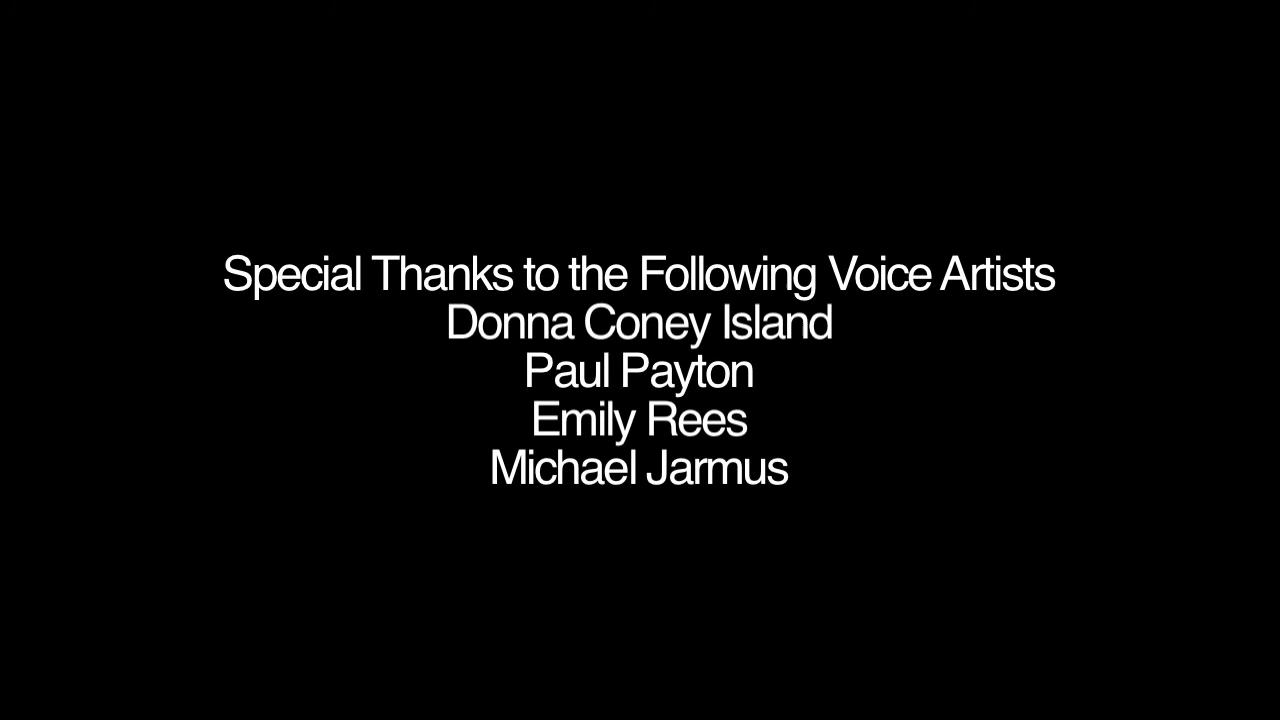 Special Thanks to the Following Voice Artists
Donna Coney Island
Paul Payton
Emily Rees
Michael Jarmus